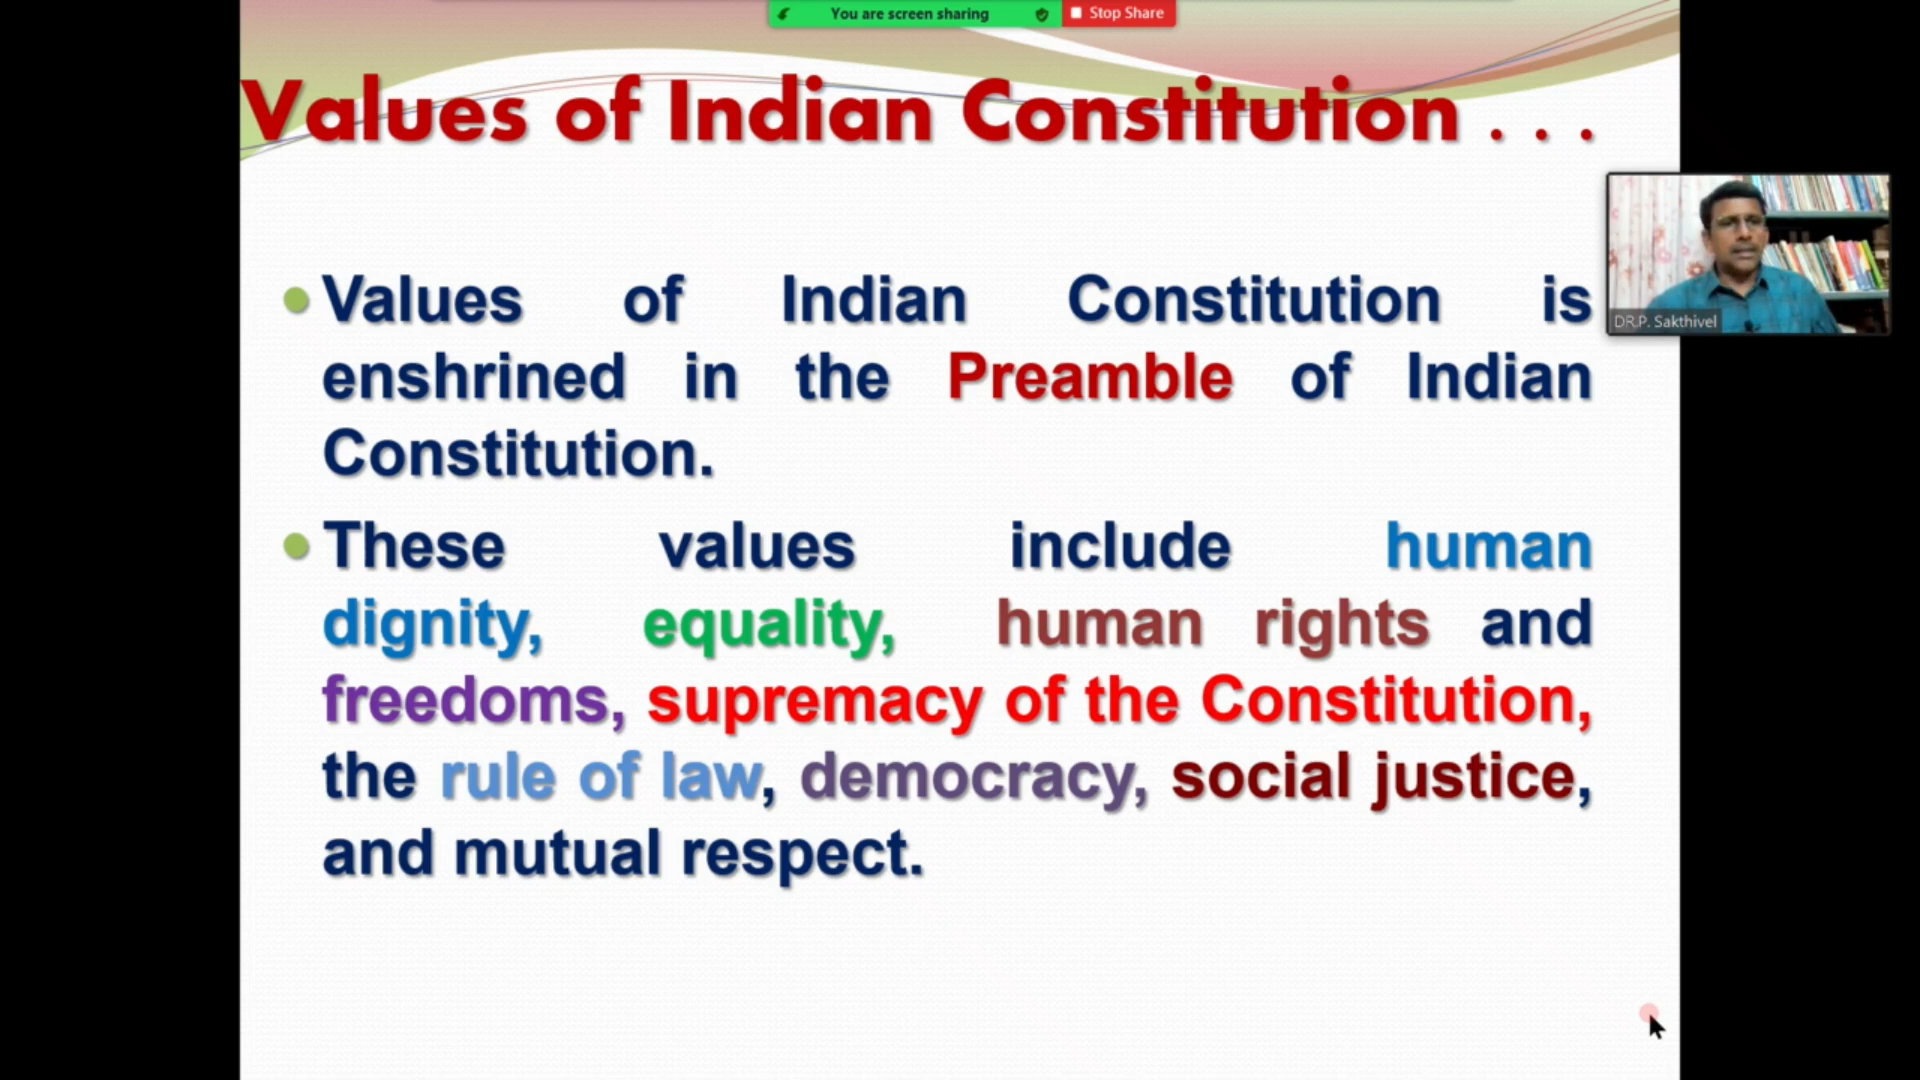 You are screen sharing
Stop Share
Values of Indian Constitution . . .
Values of Indian Constitution is
enshrined in the Preamble of Indian
Constitution.
These values include human
dignity, equality, human rights and
freedoms, supremacy of the Constitution,
the rule of law, democracy, social justice,
and mutual respect.
DR.P. Sakthivel